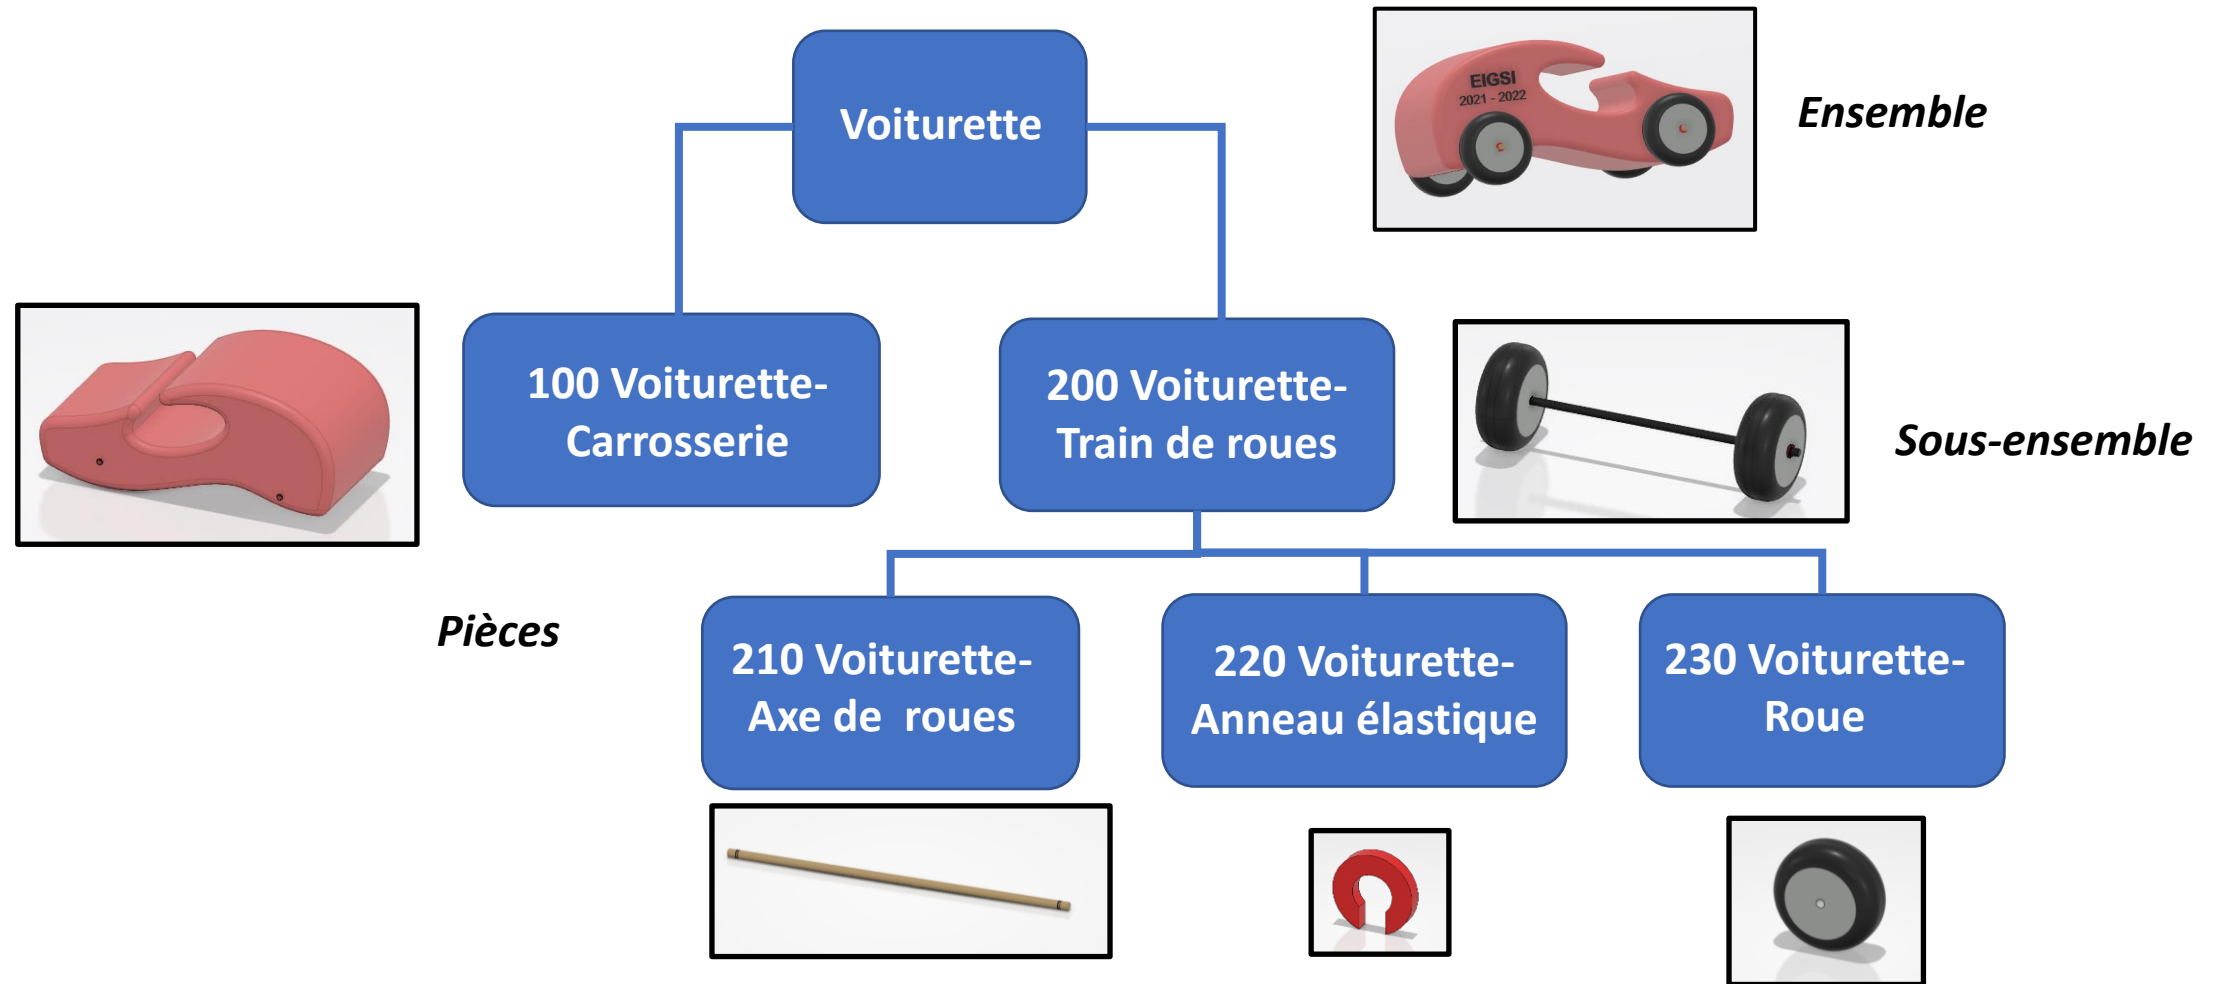 Voiturette
EIGSI
2021 - 2022
Ensemble
100 Voiturette-
Carrosserie
200 Voiturette-
Train de roues
Sous-ensemble
Pièces
210 Voiturette-
Axe de  roues
220 Voiturette-
Anneau élastique
230 Voiturette-
Roue